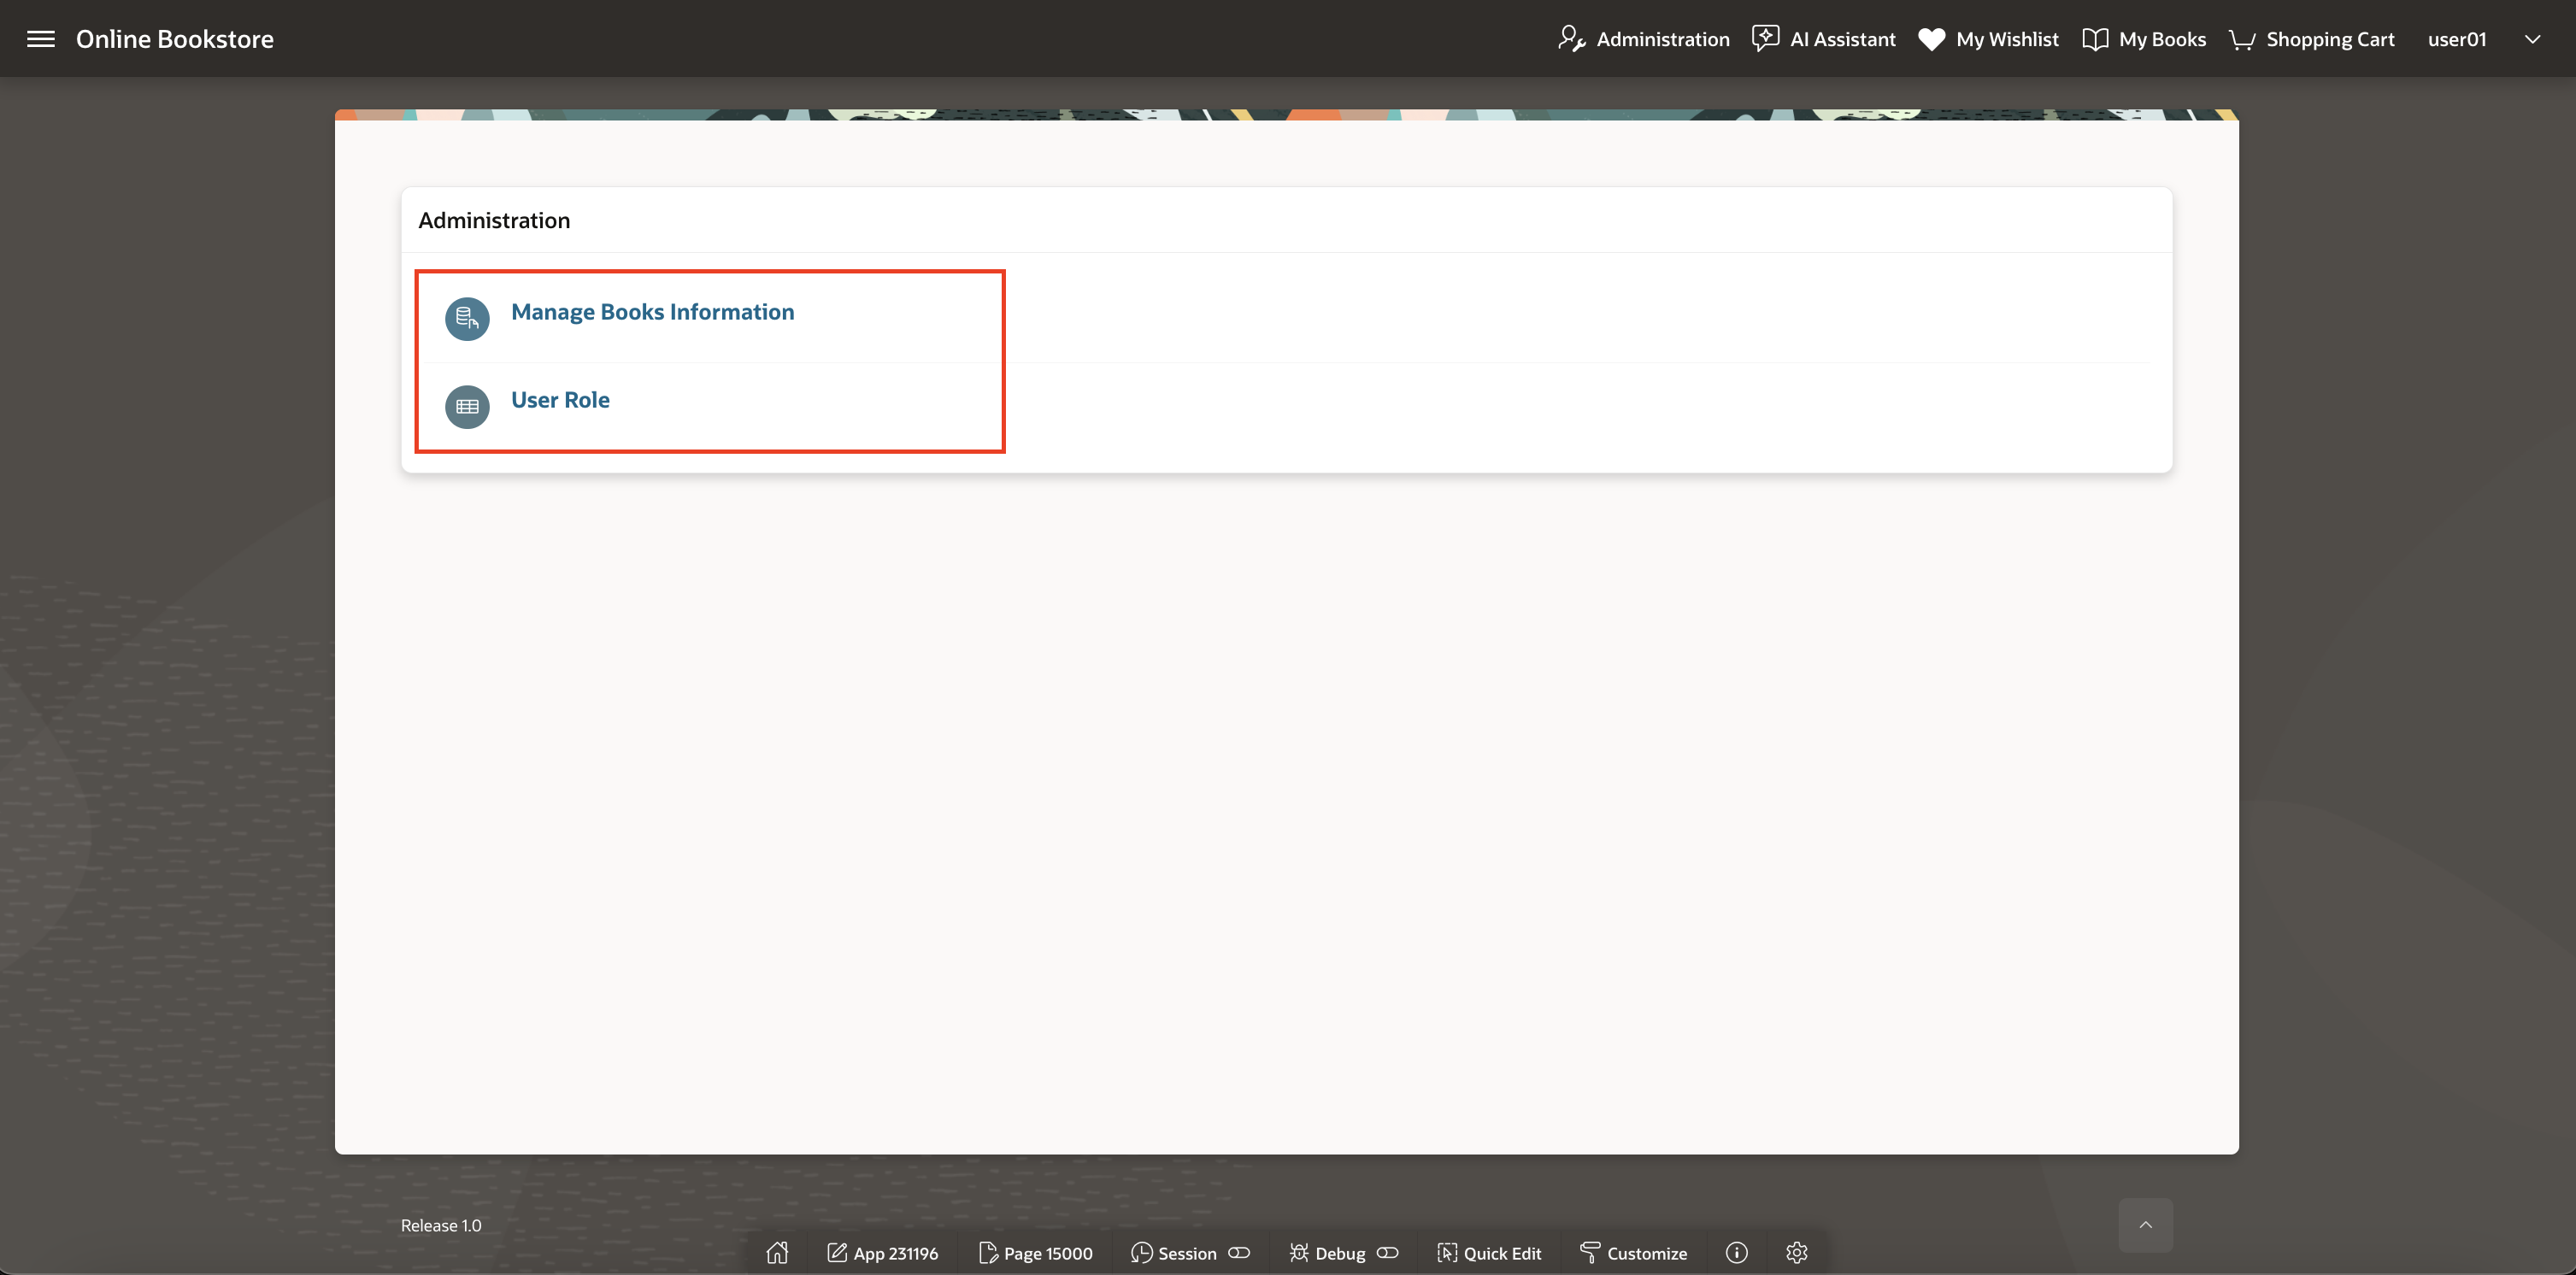 Online Bookstore Administration AI Assistant My Wishlist My Books Shopping Cart user01
Administration
Manage Books Information
User Role
Release 1.0
App 231196 Page 15000 Session Debug Quick Edit Customize